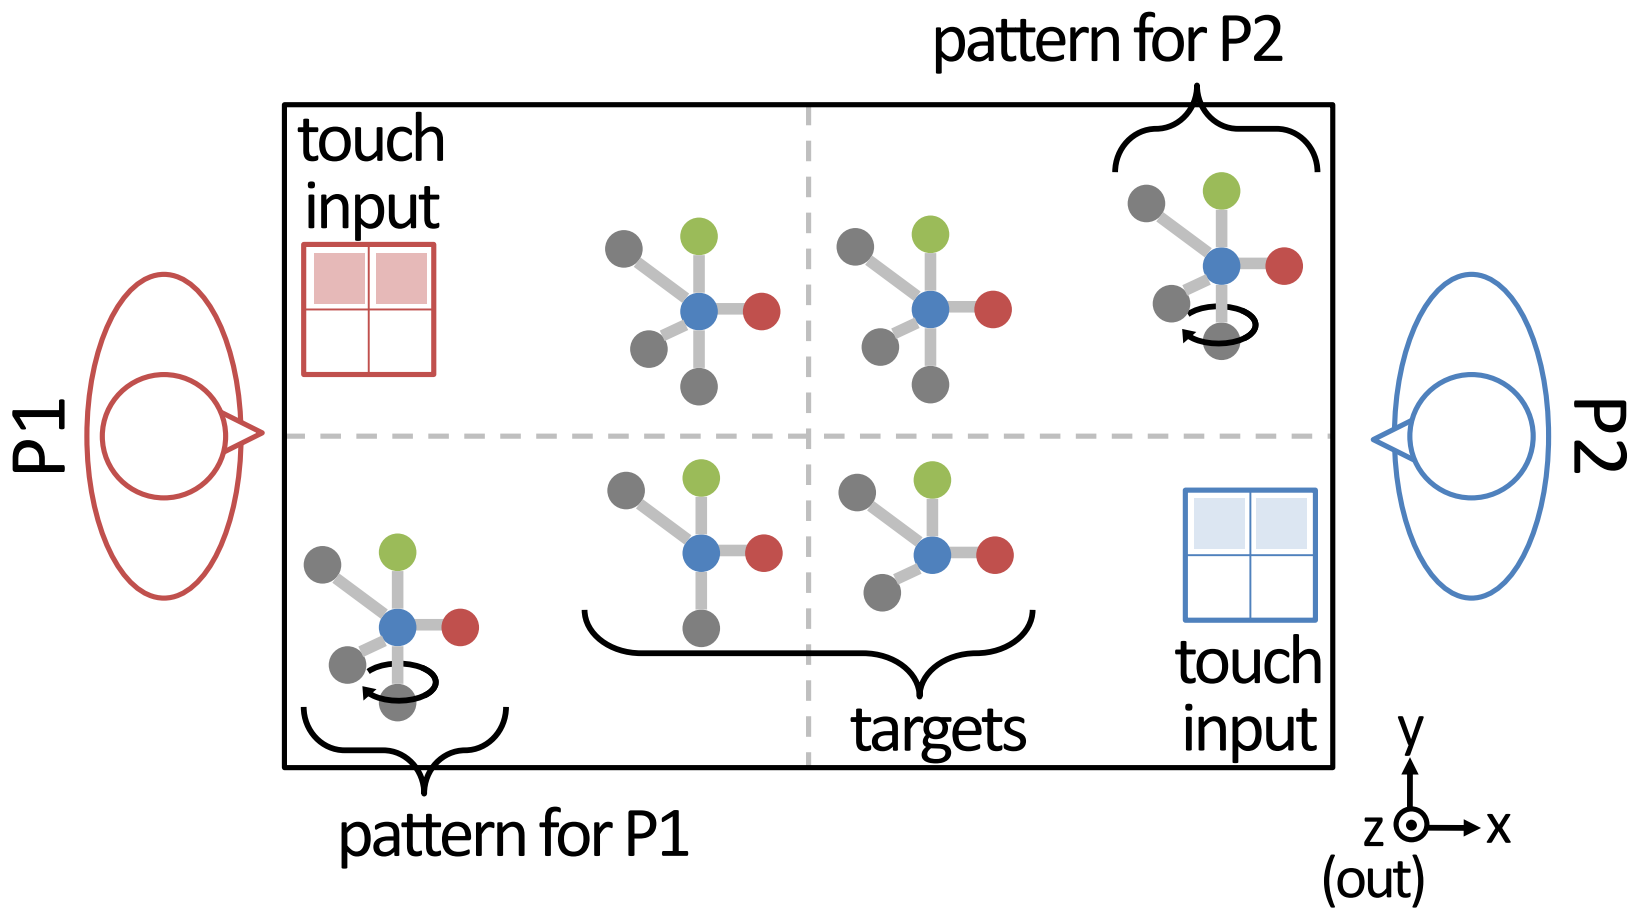 pattern for P2
touch
input
P1
P2
touch
input
targets
pattern for P1
y
z
x
(out)